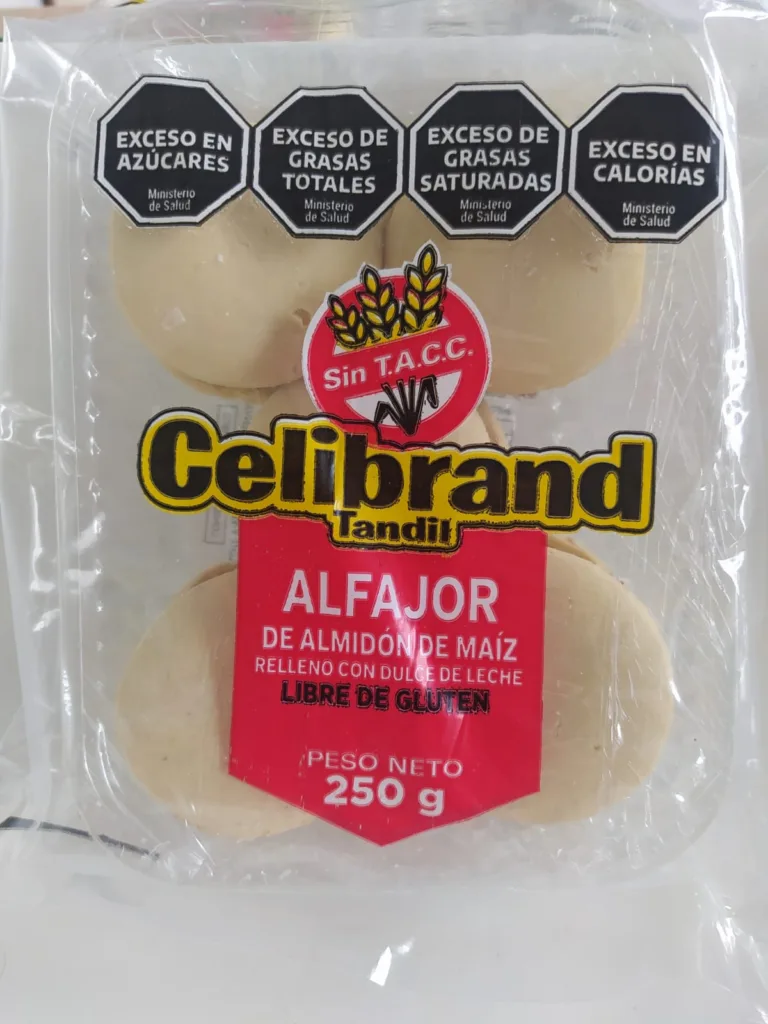 EXCESO EN
AZÚCARES
Ministerio
de Salud
EXCESO DE
GRASAS
TOTALES
Ministerio
de Salud
EXCESO DE
GRASAS
SATURADAS
Ministerio
de Salud
EXCESO EN
CALORÍAS
Ministerio
de Salud
Sin T.A.C.C.
Celibrand
Tandil
ALFAJOR
DE ALMIDÓN DE MAÍZ
RELLENO CON DULCE DE LECHE
LIBRE DE GLUTEN
PESO NETO
250 g